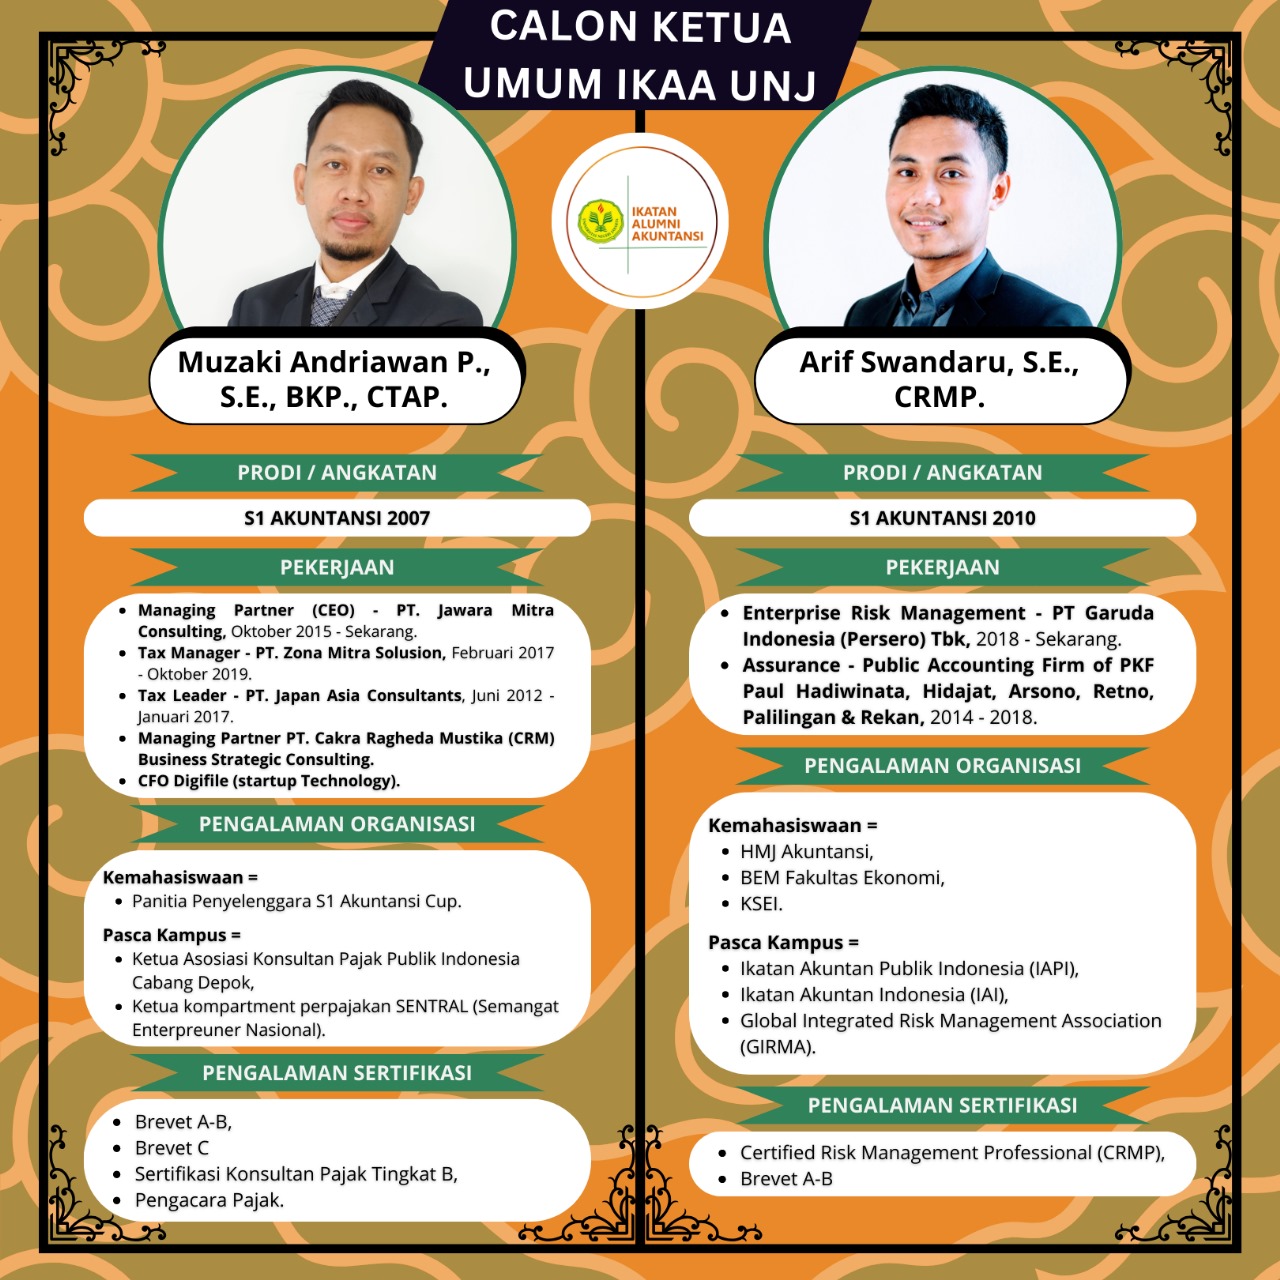 CALON KETUA
UMUM IKAA UNJ
IKATAN
ALUMNI
AKUNTANSI
Muzaki Andriawan P.,
S.E., BKP., CTAP.
PRODI / ANGKATAN
S1 AKUNTANSI 2007
PEKERJAAN
• Managing Partner (CEO) - PT. Jawara Mitra
Consulting, Oktober 2015 - Sekarang.
• Tax Manager - PT. Zona Mitra Solusion, Februari 2017
- Oktober 2019.
• Tax Leader - PT. Japan Asia Consultants, Juni 2012 -
Januari 2017.
• Managing Partner PT. Cakra Ragheda Mustika (CRM)
Business Strategic Consulting.
• CFO Digifile (startup Technology).
PENGALAMAN ORGANISASI
Kemahasiswaan =
• Panitia Penyelenggara S1 Akuntansi Cup.
Pasca Kampus =
• Ketua Asosiasi Konsultan Pajak Publik Indonesia
Cabang Depok,
• Ketua kompartment perpajakan SENTRAL (Semangat
Enterpreuner Nasional).
PENGALAMAN SERTIFIKASI
• Brevet A-B,
• Brevet C
• Sertifikasi Konsultan Pajak Tingkat B,
• Pengacara Pajak.
Arif Swandaru, S.E.,
CRMP.
PRODI / ANGKATAN
S1 AKUNTANSI 2010
PEKERJAAN
• Enterprise Risk Management - PT Garuda
Indonesia (Persero) Tbk, 2018 - Sekarang.
• Assurance - Public Accounting Firm of PKF
Paul Hadiwinata, Hidajat, Arsono, Retno,
Palilingan & Rekan, 2014 - 2018.
PENGALAMAN ORGANISASI
Kemahasiswaan =
• HMJ Akuntansi,
• BEM Fakultas Ekonomi,
• KSEI.
Pasca Kampus =
• Ikatan Akuntan Publik Indonesia (IAPI),
• Ikatan Akuntan Indonesia (IAI),
• Global Integrated Risk Management Association
(GIRMA).
PENGALAMAN SERTIFIKASI
• Certified Risk Management Professional (CRMP),
• Brevet A-B